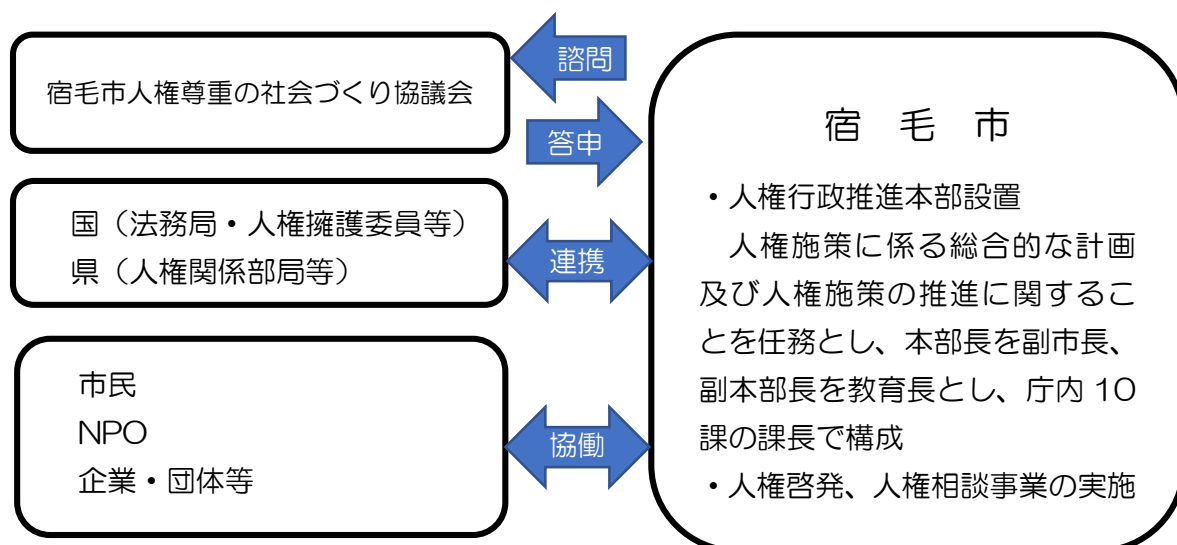 宿毛市人権尊重の社会づくり協議会
諮問
答申
国（法務局・人権擁護委員等）
県（人権関係部局等）
連携
市民
NPO
企業・団体等
協働
宿 毛 市
・人権行政推進本部設置
人権施策に係る総合的な計画
及び人権施策の推進に関するこ
とを任務とし、本部長を副市長、
副本部長を教育長とし、庁内 10
課の課長で構成
・人権啓発、人権相談事業の実施